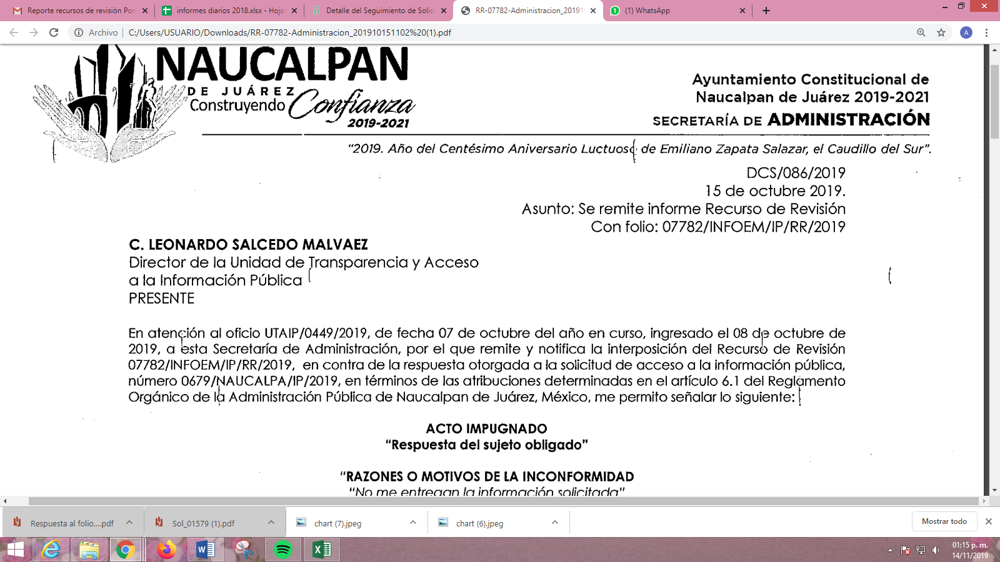 Reporte recursos de revisión Pon
informes diarios 2018.xlsx - Hoja
Detalle del Seguimiento de Solici
RR-07782-Administracion_20191
(1) WhatsApp
Archivo
C:/Users/USUARIO/Downloads/RR-07782-Administracion_201910151102%20(1).pdf
A
NAUCALPAN
DE JUÁREZ
Construyendo Confianza
2019-2021
Ayuntamiento Constitucional de
Naucalpan de Juárez 2019-2021
SECRETARÍA DE ADMINISTRACIÓN
“2019. Año del Centésimo Aniversario Luctuoso de Emiliano Zapata Salazar, el Caudillo del Sur”.
DCS/086/2019
15 de octubre 2019.
Asunto: Se remite informe Recurso de Revisión
Con folio: 07782/INFOEM/IP/RR/2019
C. LEONARDO SALCEDO MALVAEZ
Director de la Unidad de Transparencia y Acceso
a la Información Pública
PRESENTE
En atención al oficio UTAIP/0449/2019, de fecha 07 de octubre del año en curso, ingresado el 08 de octubre de
2019, a esta Secretaría de Administración, por el que remite y notifica la interposición del Recurso de Revisión
07782/INFOEM/IP/RR/2019, en contra de la respuesta otorgada a la solicitud de acceso a la información pública,
número 0679/NAUCALPA/IP/2019, en términos de las atribuciones determinadas en el artículo 6.1 del Reglamento
Orgánico de la Administración Pública de Naucalpan de Juárez, México, me permito señalar lo siguiente:
ACTO IMPUGNADO
“Respuesta del sujeto obligado”
“RAZONES O MOTIVOS DE LA INCONFORMIDAD
“No me entregan la información solicitada”
Respuesta al folio....pdf
Sol_01579 (1).pdf
chart (7).jpeg
chart (6).jpeg
Mostrar todo
01:15 p. m.
14/11/2019